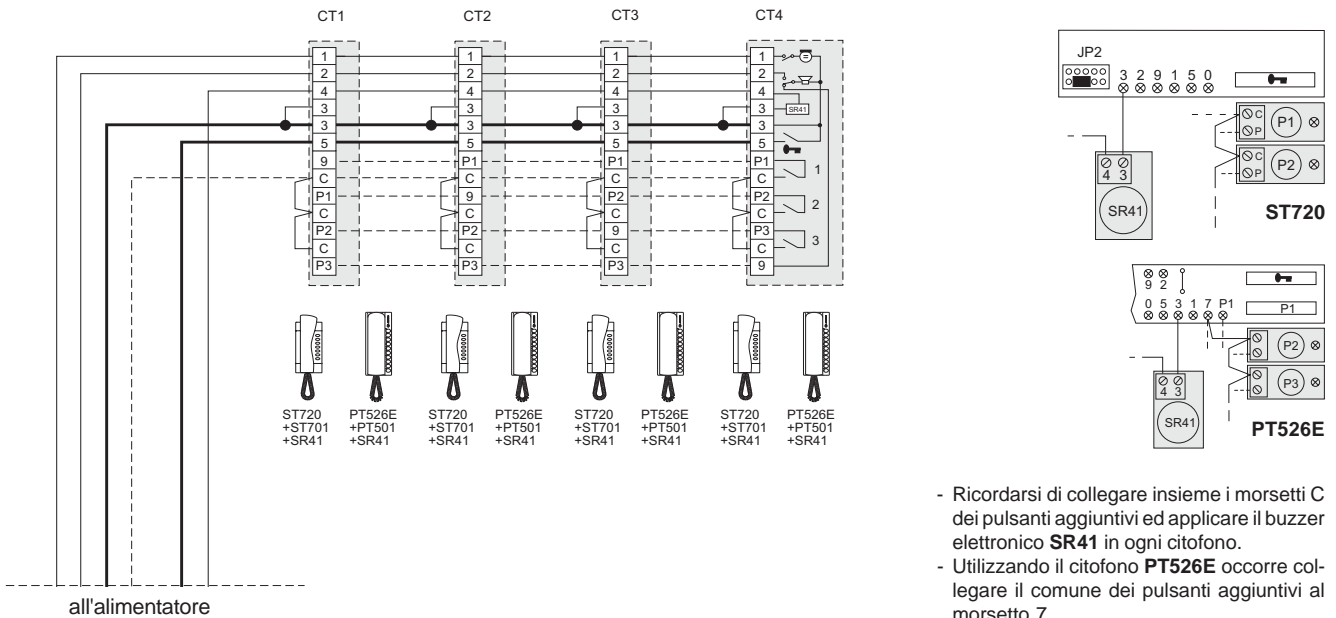 CT1 CT2 CT3 CT4
1 1 1 1
2 2 2 2
4 4 4 4
3 3 3 3 SR41
3 3 3 3
5 5 5 5
9 P1 P1 P1 1
C C C C
P1 9 P2 P2 2
C C C C
P2 P2 9 P3 3
C C C C
P3 P3 P3 9
ST720 PT526E ST720 PT526E ST720 PT526E ST720 PT526E
+ST701 +PT501 +ST701 +PT501 +ST701 +PT501 +ST701 +PT501
+SR41 +SR41 +SR41 +SR41 +SR41 +SR41 +SR41 +SR41
all'alimentatore
JP2
3 2 9 1 5 0
C P1
P
C P2
P
4 3
SR41
ST720
9 2
0 5 3 1 7 P1 P1
P2
P3
4 3
SR41
PT526E
- Ricordarsi di collegare insieme i morsetti C
dei pulsanti aggiuntivi ed applicare il buzzer
elettronico SR41 in ogni citofono.
- Utilizzando il citofono PT526E occorre col-
legare il comune dei pulsanti aggiuntivi al
morsetto 7